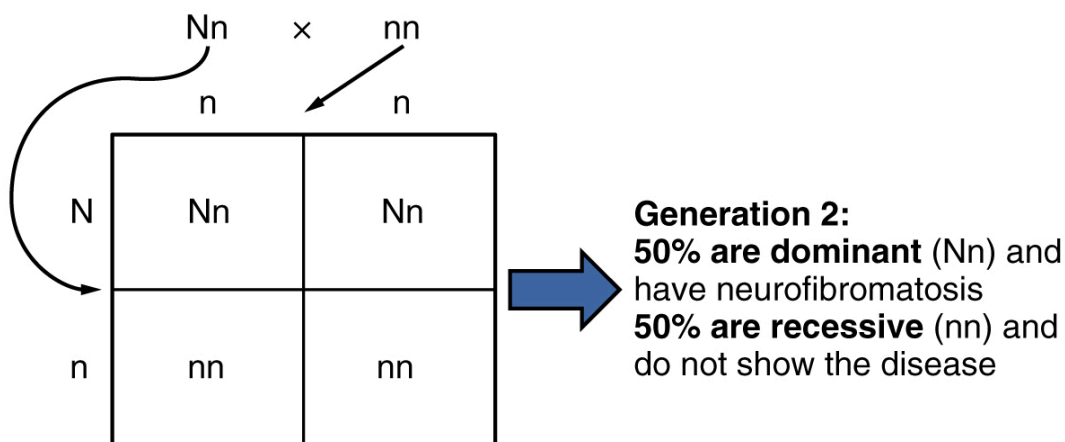 Nn × nn
n n
N Nn Nn
n nn nn
Generation 2:
50% are dominant (Nn) and
have neurofibromatosis
50% are recessive (nn) and
do not show the disease